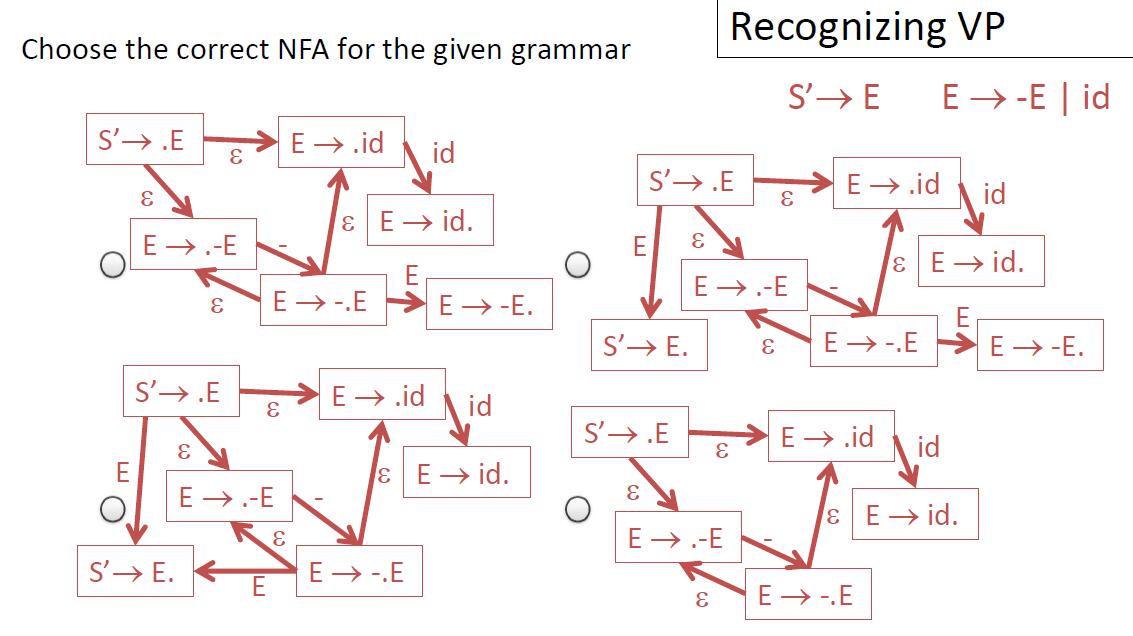 Recognizing VP
Choose the correct NFA for the given grammar
S’→ E E → -E | id
S’→ .E
ε
E → .id
id
ε
E → .-E
-
ε
E → id.
ε
E → -.E
E
E → -E.
S’→ .E
ε
E → .id
id
E
ε
E → .-E
-
ε
E → id.
S’→ E.
ε
E → -.E
E
E → -E.
S’→ .E
ε
E → .id
id
E
ε
E → .-E
-
ε
E → id.
ε
S’→ E.
E
E → -.E
S’→ .E
ε
E → .id
id
ε
E → .-E
-
ε
E → id.
ε
E → -.E